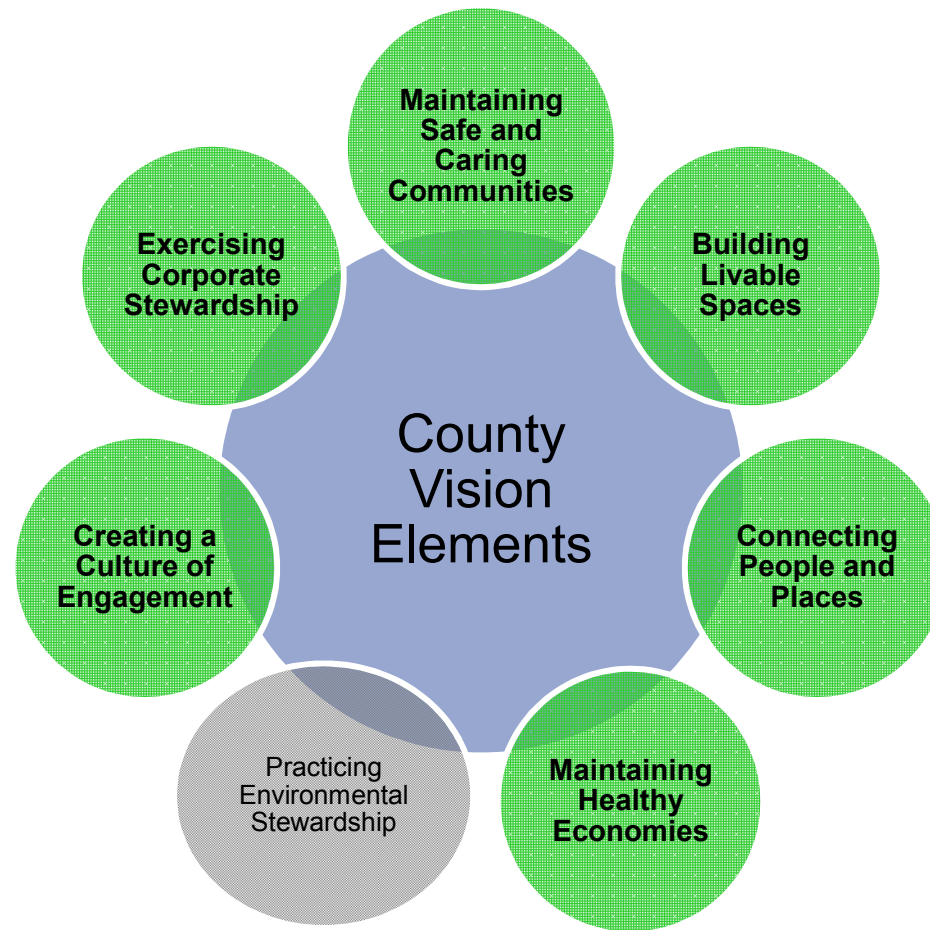 Maintaining
Safe and
Caring
Communities
Building
Livable
Spaces
Connecting
People and
Places
Maintaining
Healthy
Economies
Practicing
Environmental
Stewardship
Creating a
Culture of
Engagement
Exercising
Corporate
Stewardship
County
Vision
Elements